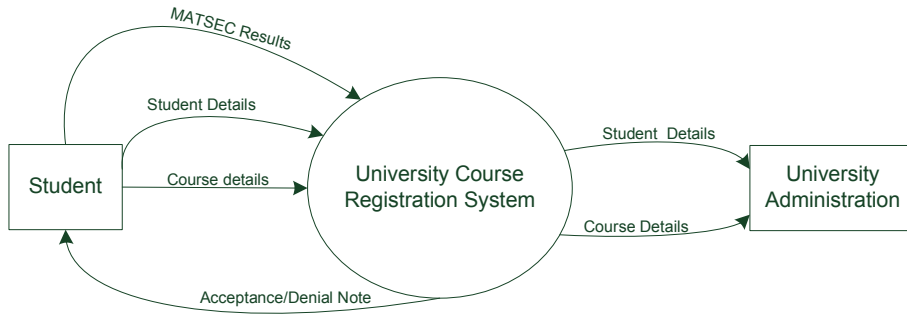 MATSEC Results
Student Details
Student
Course details
University Course
Registration System
Student Details
Course Details
University
Administration
Acceptance/Denial Note